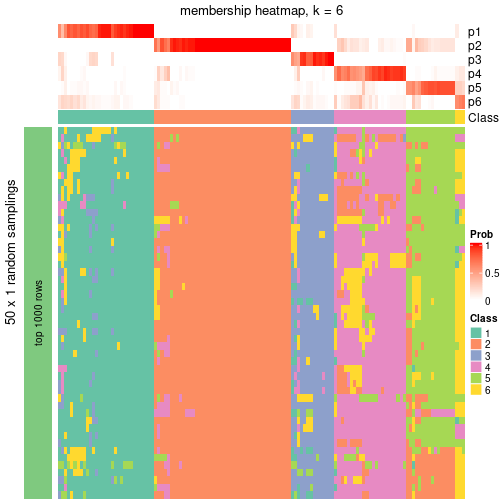 membership heatmap, k = 6
p1
p2
p3
p4
p5
p6
Class
50 x 1 random samplings
top 1000 rows
Prob
1
0.5
0
Class
1
2
3
4
5
6